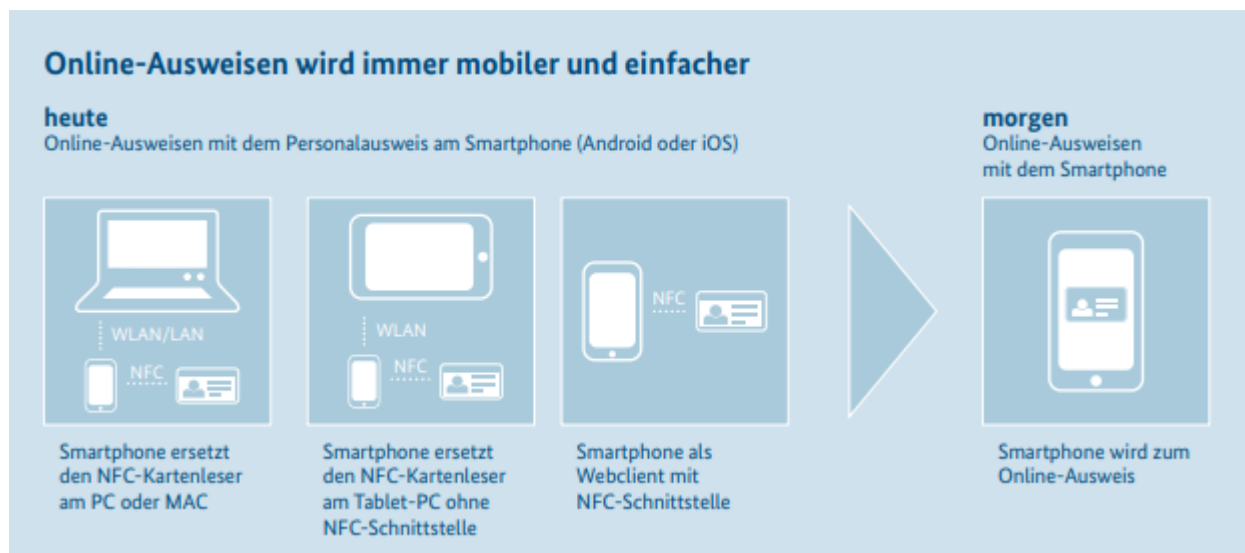 Online-Ausweisen wird immer mobiler und einfacher
heute
Online-Ausweisen mit dem Personalausweis am Smartphone (Android oder iOS)
morgen
Online-Ausweisen
mit dem Smartphone
WLAN/LAN
NFC
WLAN
NFC
NFC
Smartphone ersetzt
den NFC-Kartenleser
am PC oder MAC
Smartphone ersetzt
den NFC-Kartenleser
am Tablet-PC ohne
NFC-Schnittstelle
Smartphone als
Webclient mit
NFC-Schnittstelle
Smartphone wird zum
Online-Ausweis